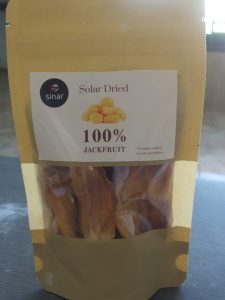 sinar
Solar Dried
100%
JACKFRUIT